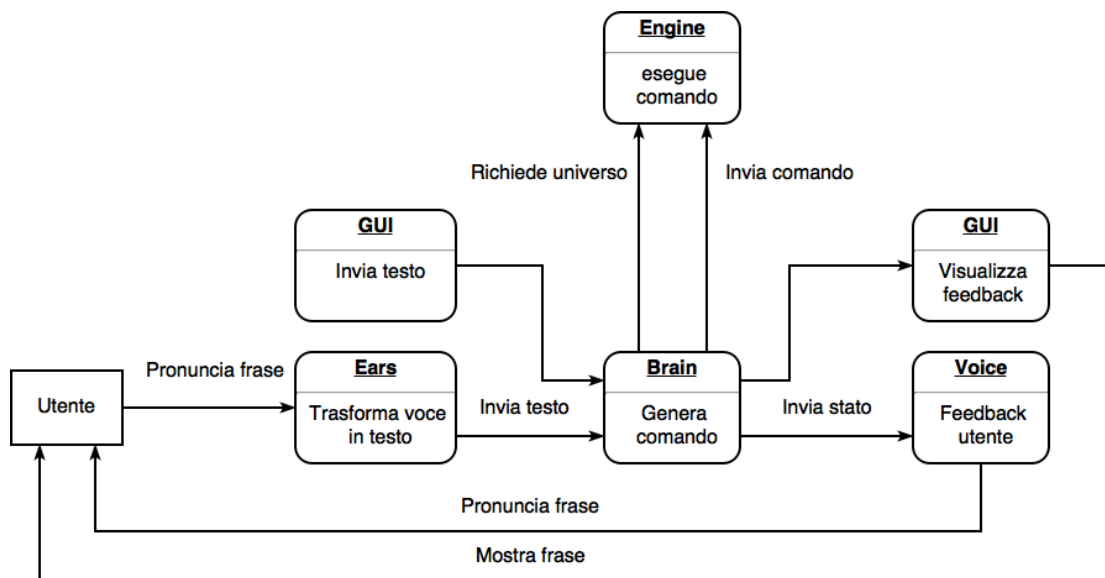 Engine
esegue
comando
Richiede universo
Invia comando
GUI
Invia testo
GUI
Visualizza
feedback
Pronuncia frase
Utente
Ears
Trasforma voce
in testo
Invia testo
Brain
Genera
comando
Invia stato
Voice
Feedback
utente
Pronuncia frase
Mostra frase